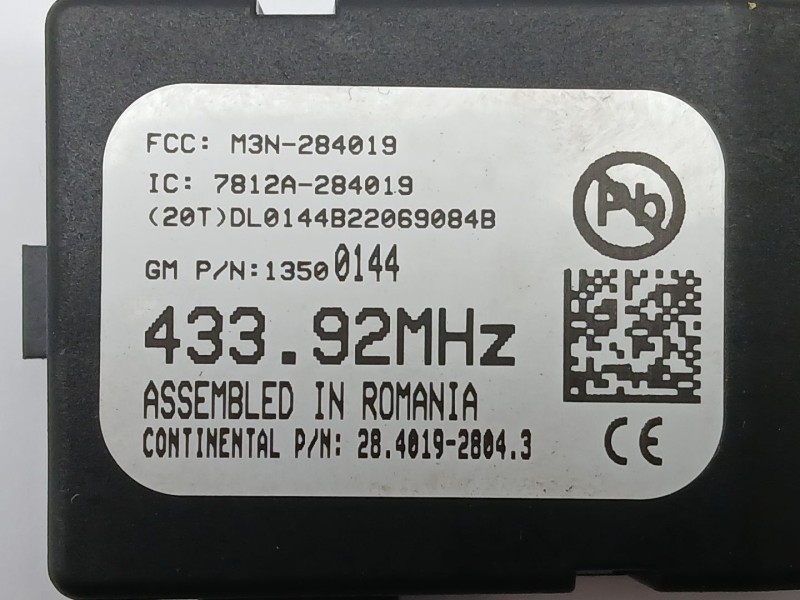 FCC: M3N-284019
IC: 7812A-284019
(20T)DL0144B22069084B
GM P/N:13500144
433.92MHz
ASSEMBLED IN ROMANIA
CONTINENTAL P/N: 28.4019-2804.3
Pb
CE